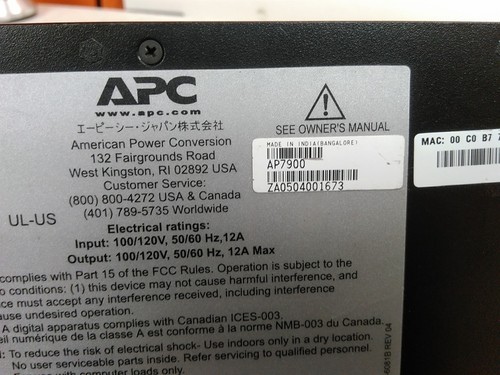 APC
www.apc.com
エーピーシー・ジャパン株式会社
American Power Conversion
132 Fairgrounds Road
West Kingston, RI 02892 USA
Customer Service:
(800) 800-4272 USA & Canada
(401) 789-5735 Worldwide
UL-US
SEE OWNER'S MANUAL
MADE IN INDIA(BANGALORE)
AP7900
ZA0504001673
MAC: 00 C0 B7 7
Electrical ratings:
Input: 100/120V, 50/60 Hz,12A
Output: 100/120V, 50/60 Hz, 12A Max
complies with Part 15 of the FCC Rules. Operation is subject to the
o conditions: (1) this device may not cause harmful interference, and
ce must accept any interference received, including interference
ause undesired operation.
A digital apparatus complies with Canadian ICES-003.
eil numérique de la classe A est conforme à la norme NMB-003 du Canada.
N: To reduce the risk of electrical shock- Use indoors only in a dry location.
No user serviceable parts inside. Refer servicing to qualified personnel.
with computer loads only.